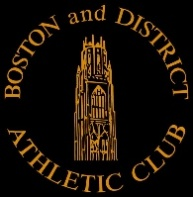 BOSTON and DISTRICT
ATHLETIC CLUB